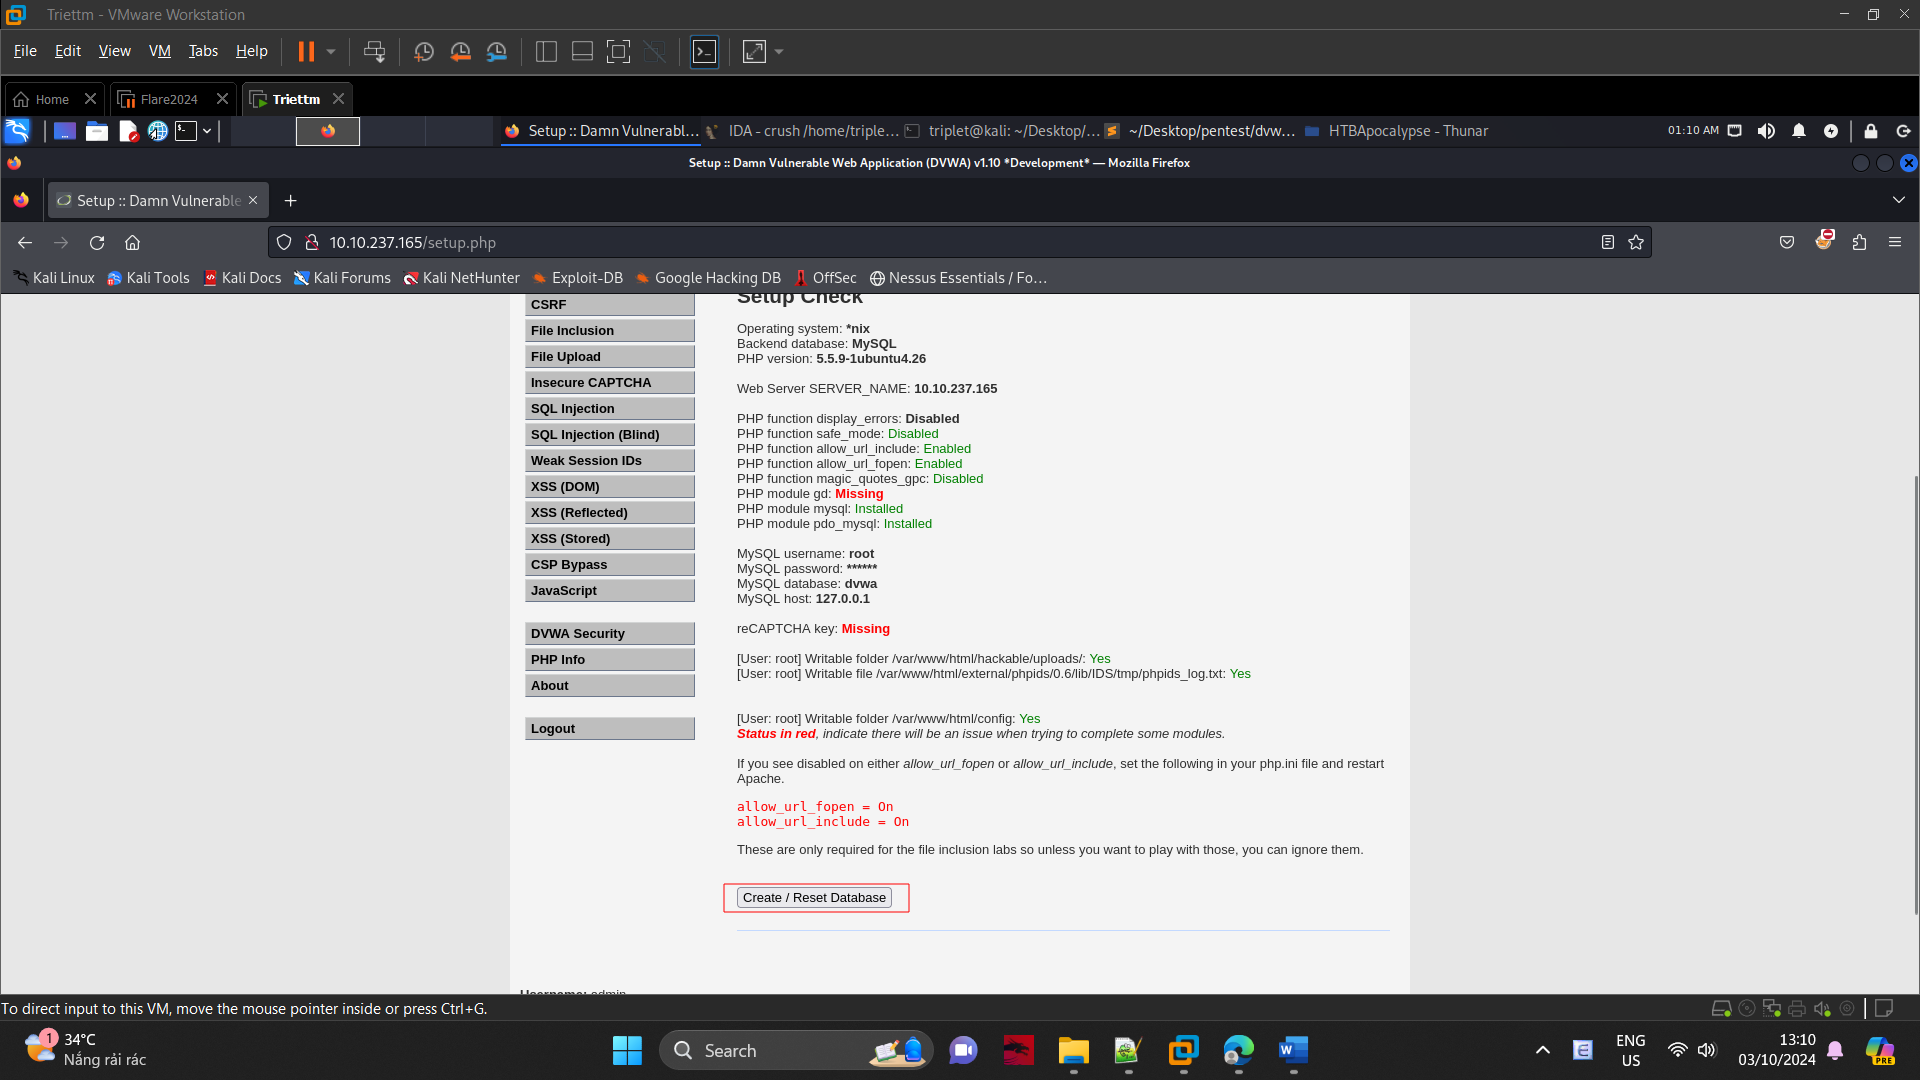 Triettm - VMware Workstation
File Edit View VM Tabs Help
Home Flare2024 Triettm
Setup :: Damn Vulnerabl... IDA - crush /home/triple... triplet@kali: ~/Desktop/... ~/Desktop/pentest/dvw... HTBApocalypse - Thunar 01:10 AM
Setup :: Damn Vulnerable Web Application (DVWA) v1.10 *Development* — Mozilla Firefox
Setup :: Damn Vulnerable
10.10.237.165/setup.php
Kali Linux Kali Tools Kali Docs Kali Forums Kali NetHunter Exploit-DB Google Hacking DB OffSec Nessus Essentials / Fo...
CSRF
File Inclusion
File Upload
Insecure CAPTCHA
SQL Injection
SQL Injection (Blind)
Weak Session IDs
XSS (DOM)
XSS (Reflected)
XSS (Stored)
CSP Bypass
JavaScript
DVWA Security
PHP Info
About
Logout
Setup Check
Operating system: *nix
Backend database: MySQL
PHP version: 5.5.9-1ubuntu4.26
Web Server SERVER_NAME: 10.10.237.165
PHP function display_errors: Disabled
PHP function safe_mode: Disabled
PHP function allow_url_include: Enabled
PHP function allow_url_fopen: Enabled
PHP function magic_quotes_gpc: Disabled
PHP module gd: Missing
PHP module mysql: Installed
PHP module pdo_mysql: Installed
MySQL username: root
MySQL password: ******
MySQL database: dvwa
MySQL host: 127.0.0.1
reCAPTCHA key: Missing
[User: root] Writable folder /var/www/html/hackable/uploads/: Yes
[User: root] Writable file /var/www/html/external/phpids/0.6/lib/IDS/tmp/phpids_log.txt: Yes
[User: root] Writable folder /var/www/html/config: Yes
Status in red, indicate there will be an issue when trying to complete some modules.
If you see disabled on either allow_url_fopen or allow_url_include, set the following in your php.ini file and restart
Apache.
allow_url_fopen = On
allow_url_include = On
These are only required for the file inclusion labs so unless you want to play with those, you can ignore them.
Create / Reset Database
Username: admin
To direct input to this VM, move the mouse pointer inside or press Ctrl+G.
1
34°C
Nắng rải rác
Search
ENG
US
13:10
03/10/2024
PRE